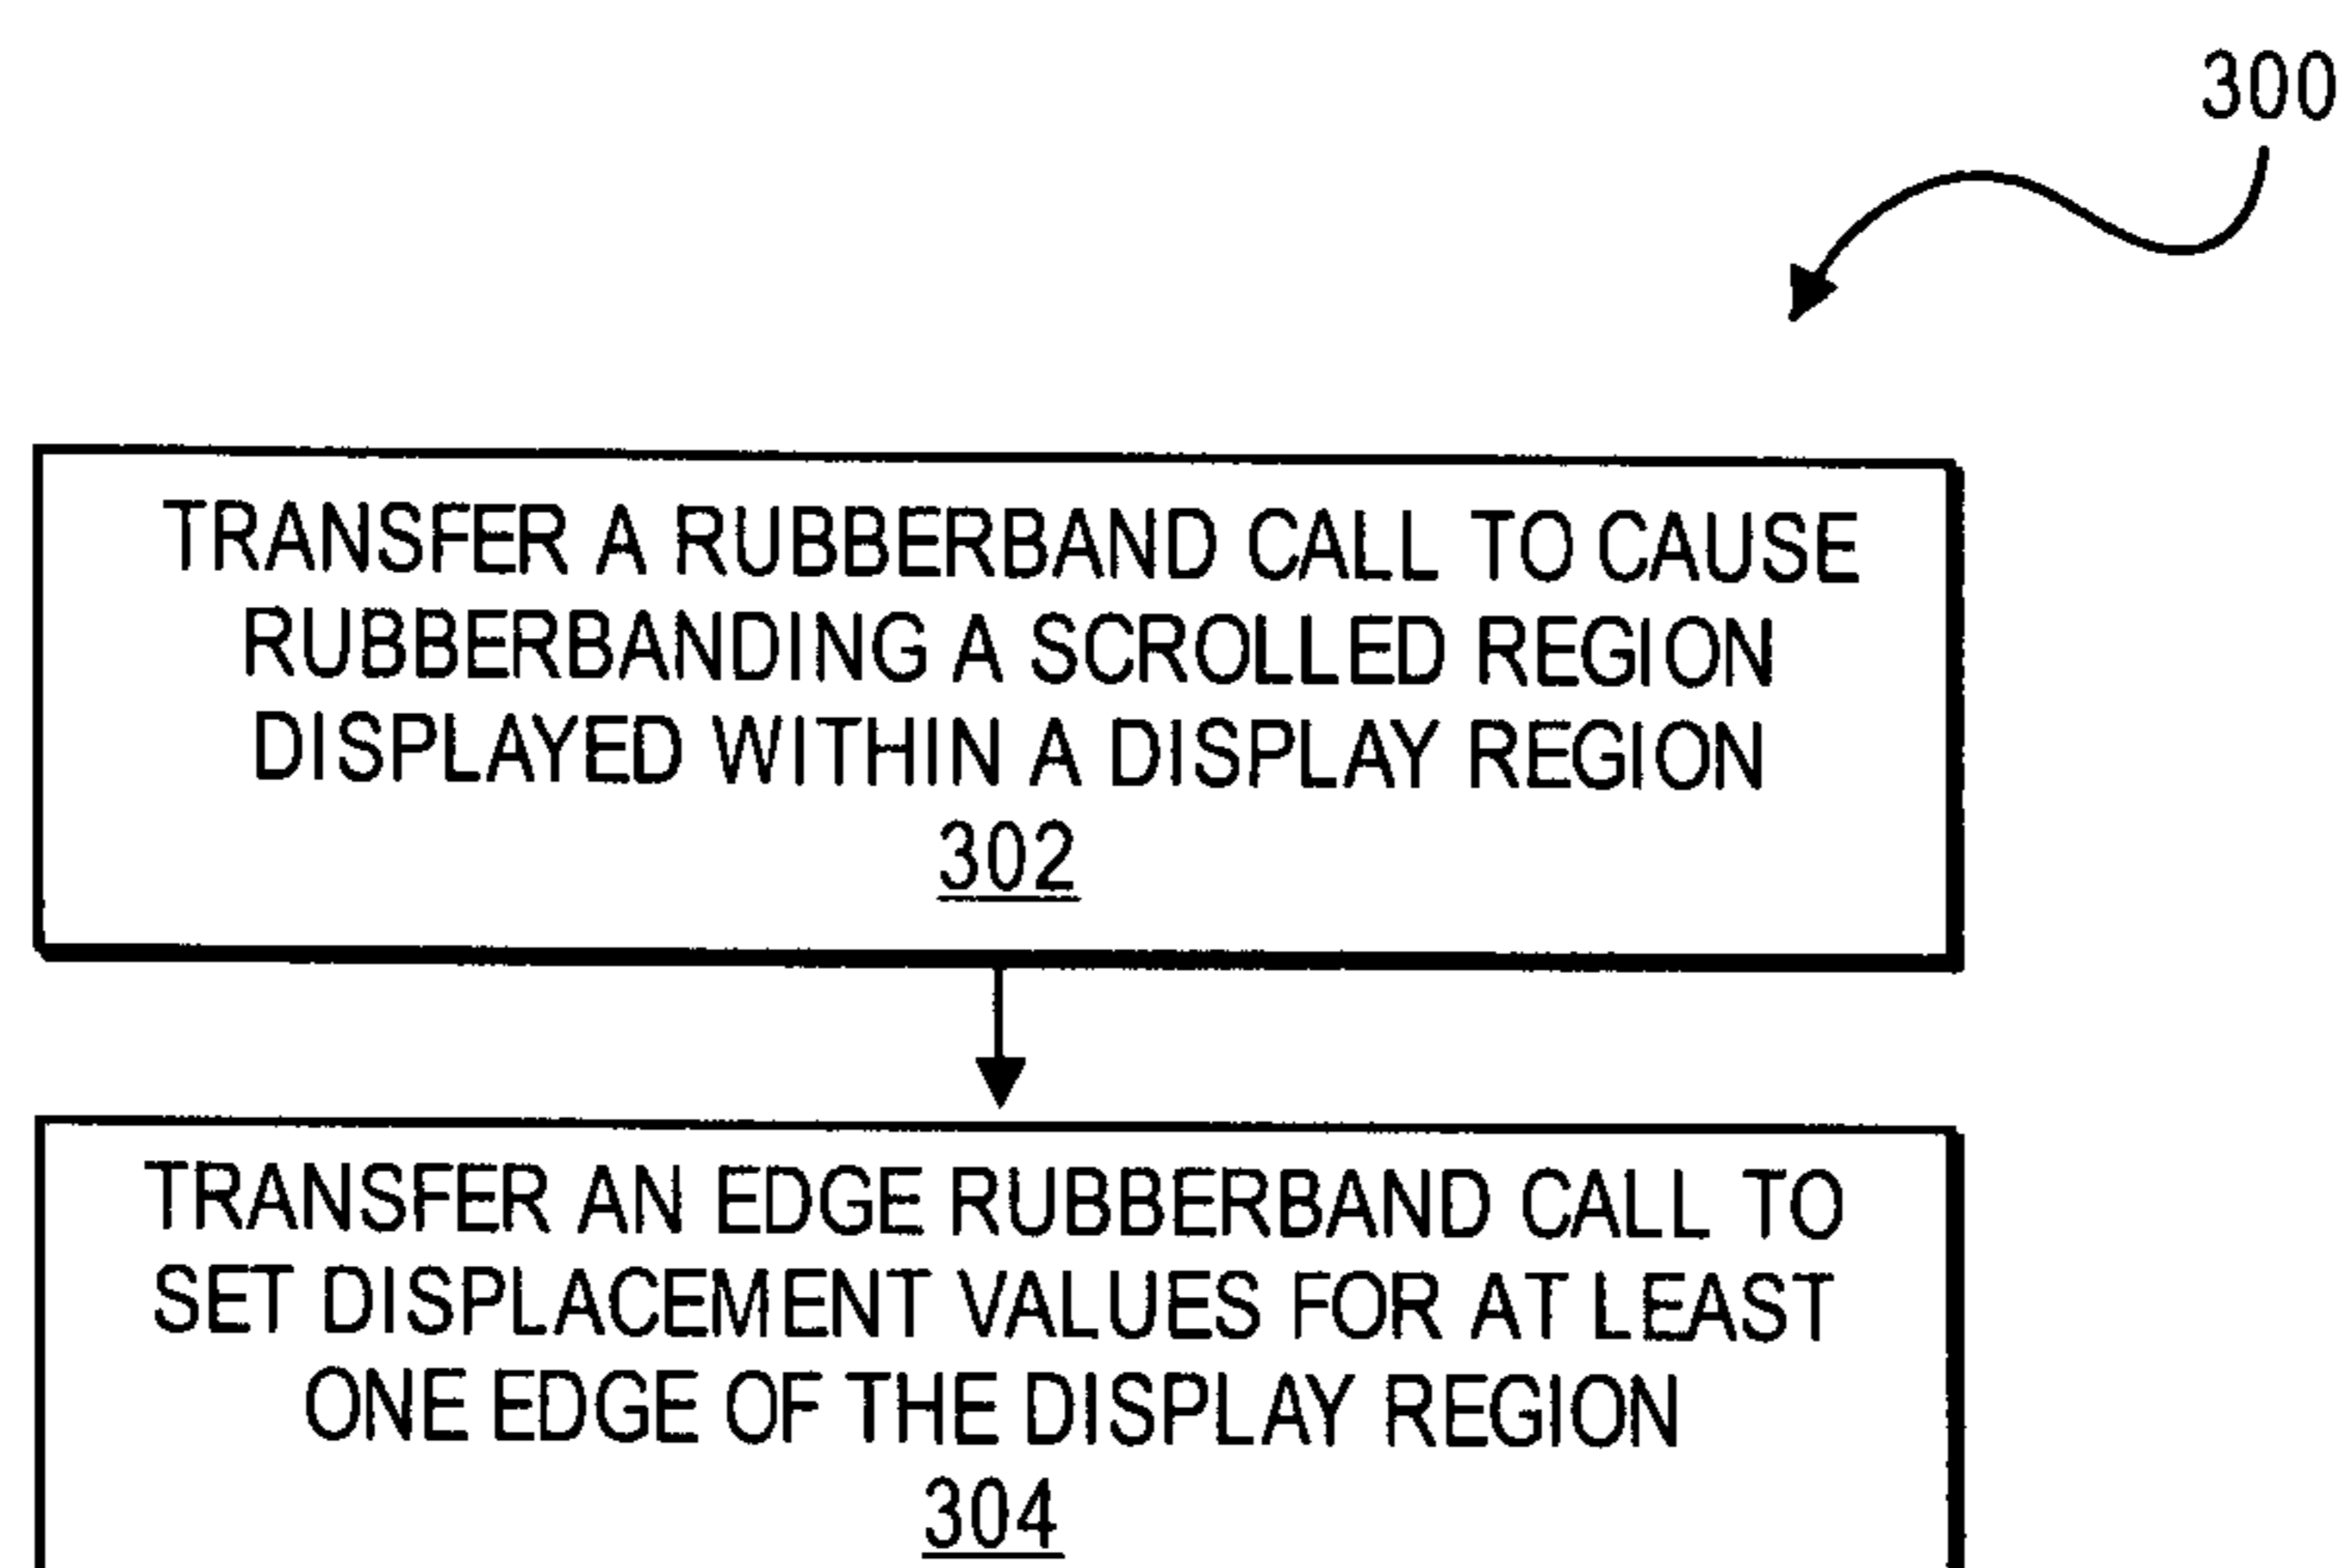 300
TRANSFER A RUBBERBAND CALL TO CAUSE
RUBBERBANDING A SCROLLED REGION
DISPLAYED WITHIN A DISPLAY REGION
302
TRANSFER AN EDGE RUBBERBAND CALL TO
SET DISPLACEMENT VALUES FOR AT LEAST
ONE EDGE OF THE DISPLAY REGION
304